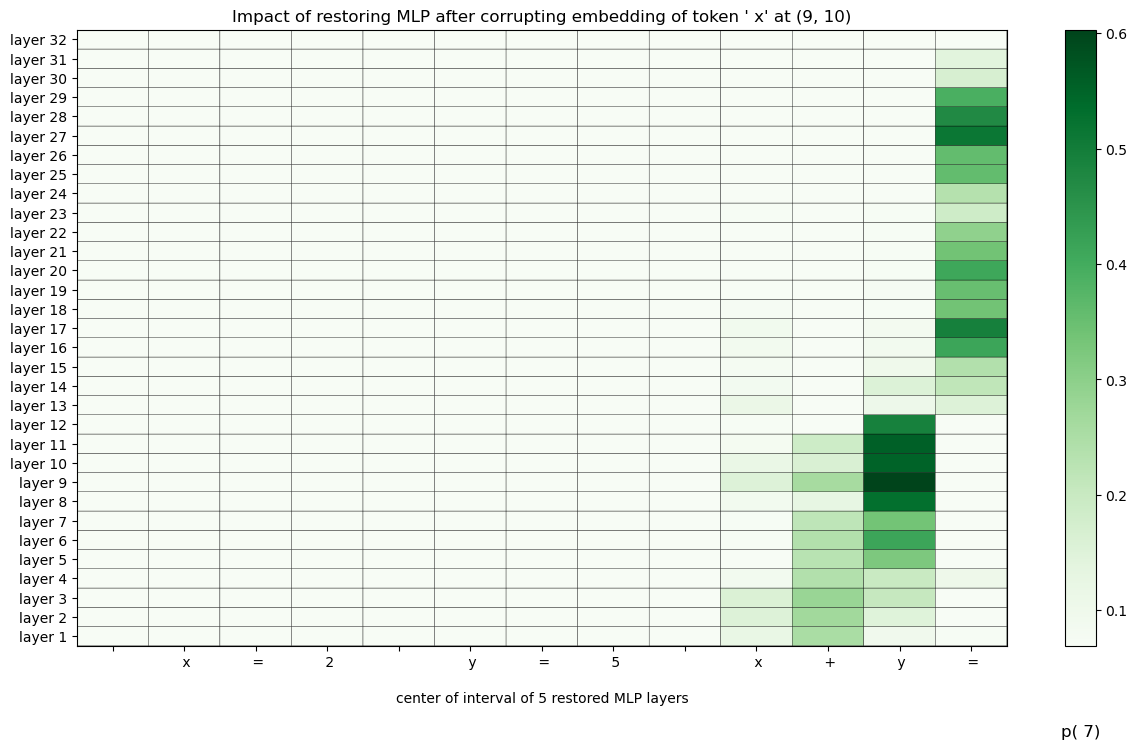 Impact of restoring MLP after corrupting embedding of token ' x' at (9, 10)
layer 32
layer 31
layer 30
layer 29
layer 28
layer 27
layer 26
layer 25
layer 24
layer 23
layer 22
layer 21
layer 20
layer 19
layer 18
layer 17
layer 16
layer 15
layer 14
layer 13
layer 12
layer 11
layer 10
layer 9
layer 8
layer 7
layer 6
layer 5
layer 4
layer 3
layer 2
layer 1
x = 2 y = 5 x + y =
center of interval of 5 restored MLP layers
0.6
0.5
0.4
0.3
0.2
0.1
p( 7)